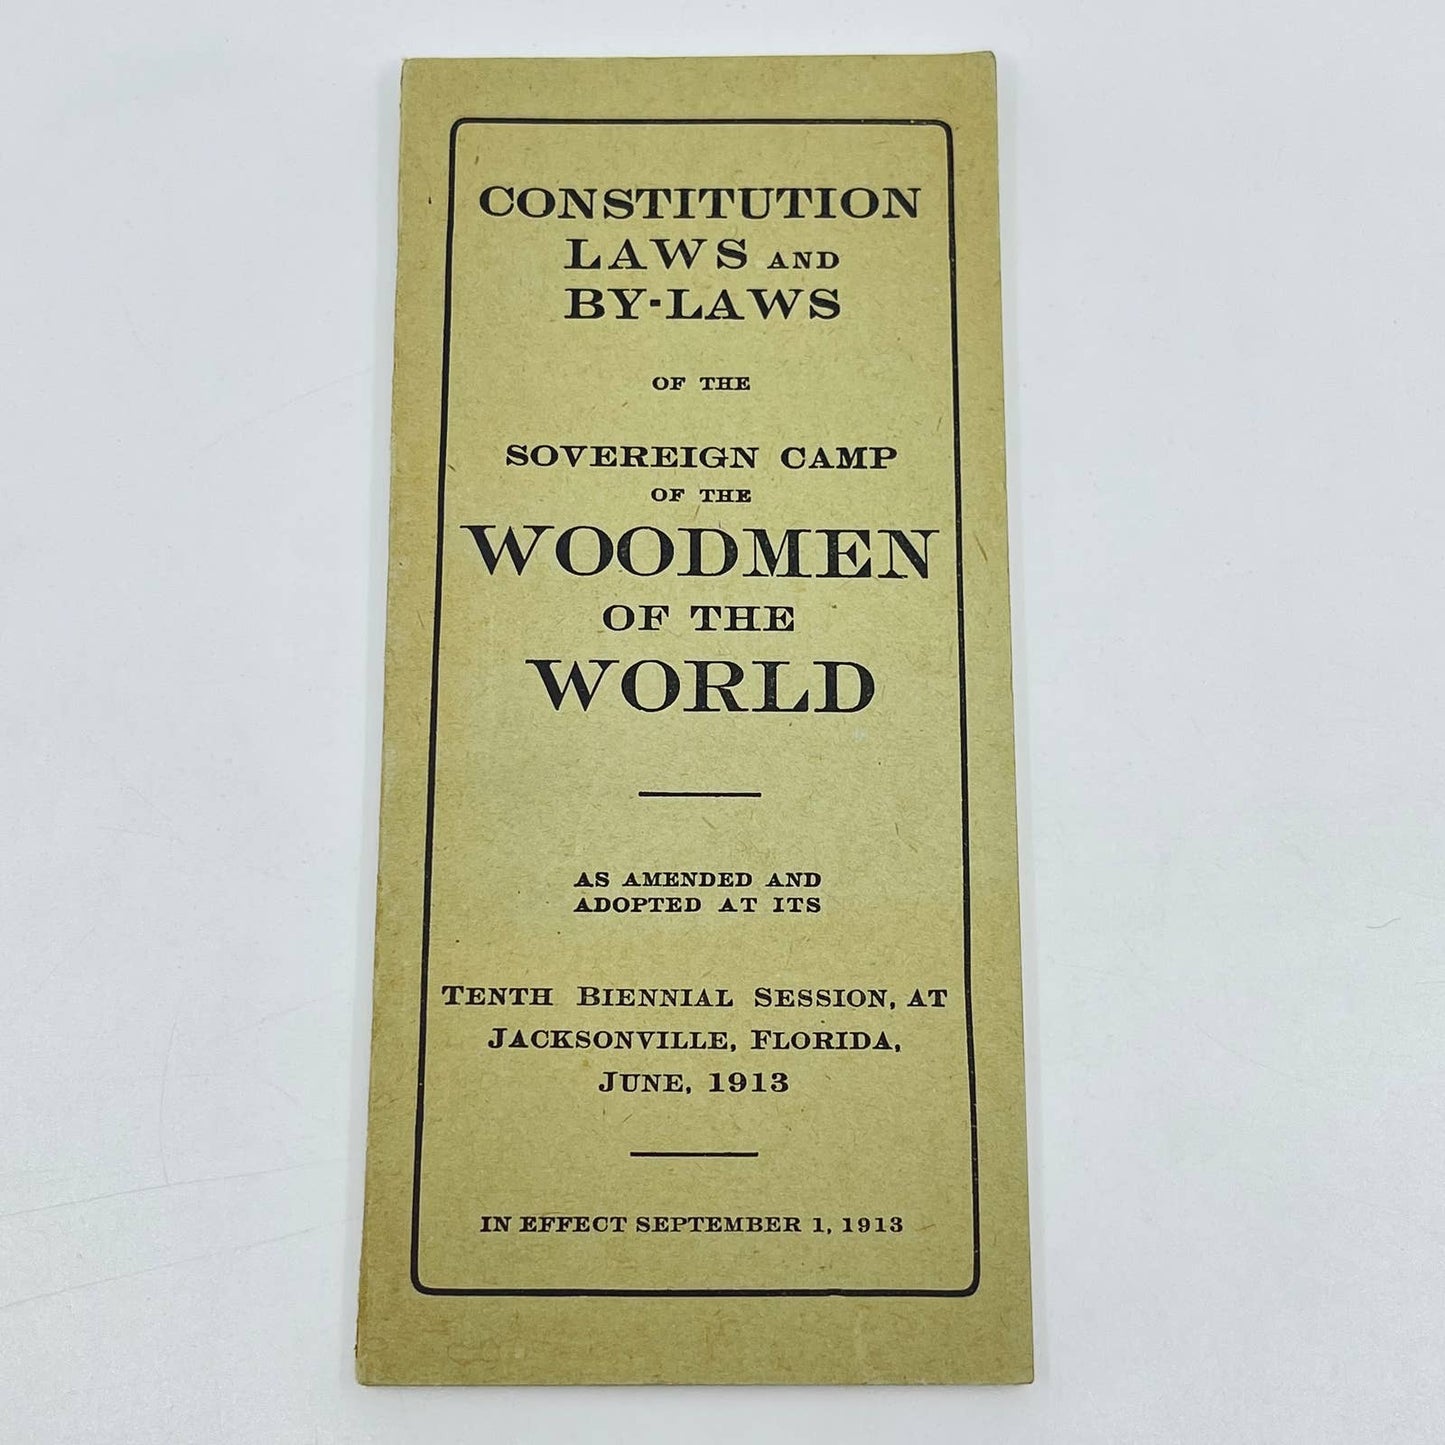 CONSTITUTION
LAWS AND
BY-LAWS
OF THE
SOVEREIGN CAMP
OF THE
WOODMEN
OF THE
WORLD
AS AMENDED AND
ADOPTED AT ITS
TENTH BIENNIAL SESSION, AT
JACKSONVILLE, FLORIDA,
JUNE, 1913
IN EFFECT SEPTEMBER 1, 1913